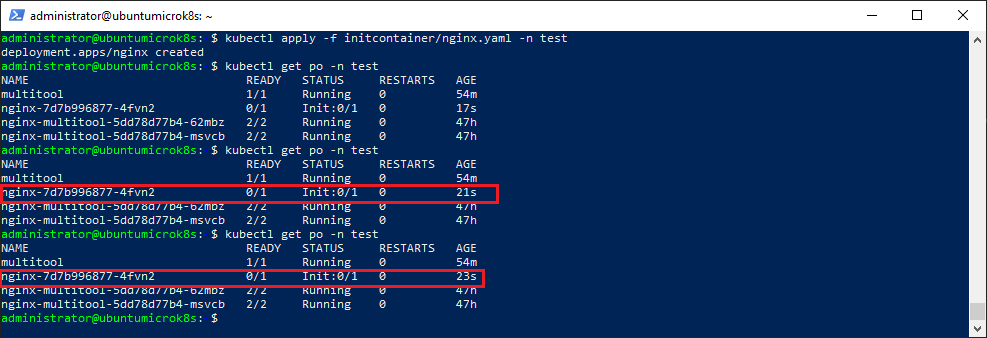 administrator@ubuntumicrok8s: ~
administrator@ubuntumicrok8s:~$ kubectl apply -f initcontainer/nginx.yaml -n test
deployment.apps/nginx created
administrator@ubuntumicrok8s:~$ kubectl get po -n test
NAME                               READY   STATUS     RESTARTS   AGE
multitool                          1/1     Running    0          54m
nginx-7d7b996877-4fvn2             0/1     Init:0/1   0          17s
nginx-multitool-5dd78d77b4-62mbz   2/2     Running    0          47h
nginx-multitool-5dd78d77b4-msvcb   2/2     Running    0          47h
administrator@ubuntumicrok8s:~$ kubectl get po -n test
NAME                               READY   STATUS     RESTARTS   AGE
multitool                          1/1     Running    0          54m
nginx-7d7b996877-4fvn2             0/1     Init:0/1   0          21s
nginx-multitool-5dd78d77b4-62mbz   2/2     Running    0          47h
nginx-multitool-5dd78d77b4-msvcb   2/2     Running    0          47h
administrator@ubuntumicrok8s:~$ kubectl get po -n test
NAME                               READY   STATUS     RESTARTS   AGE
multitool                          1/1     Running    0          54m
nginx-7d7b996877-4fvn2             0/1     Init:0/1   0          23s
nginx-multitool-5dd78d77b4-62mbz   2/2     Running    0          47h
nginx-multitool-5dd78d77b4-msvcb   2/2     Running    0          47h
administrator@ubuntumicrok8s:~$